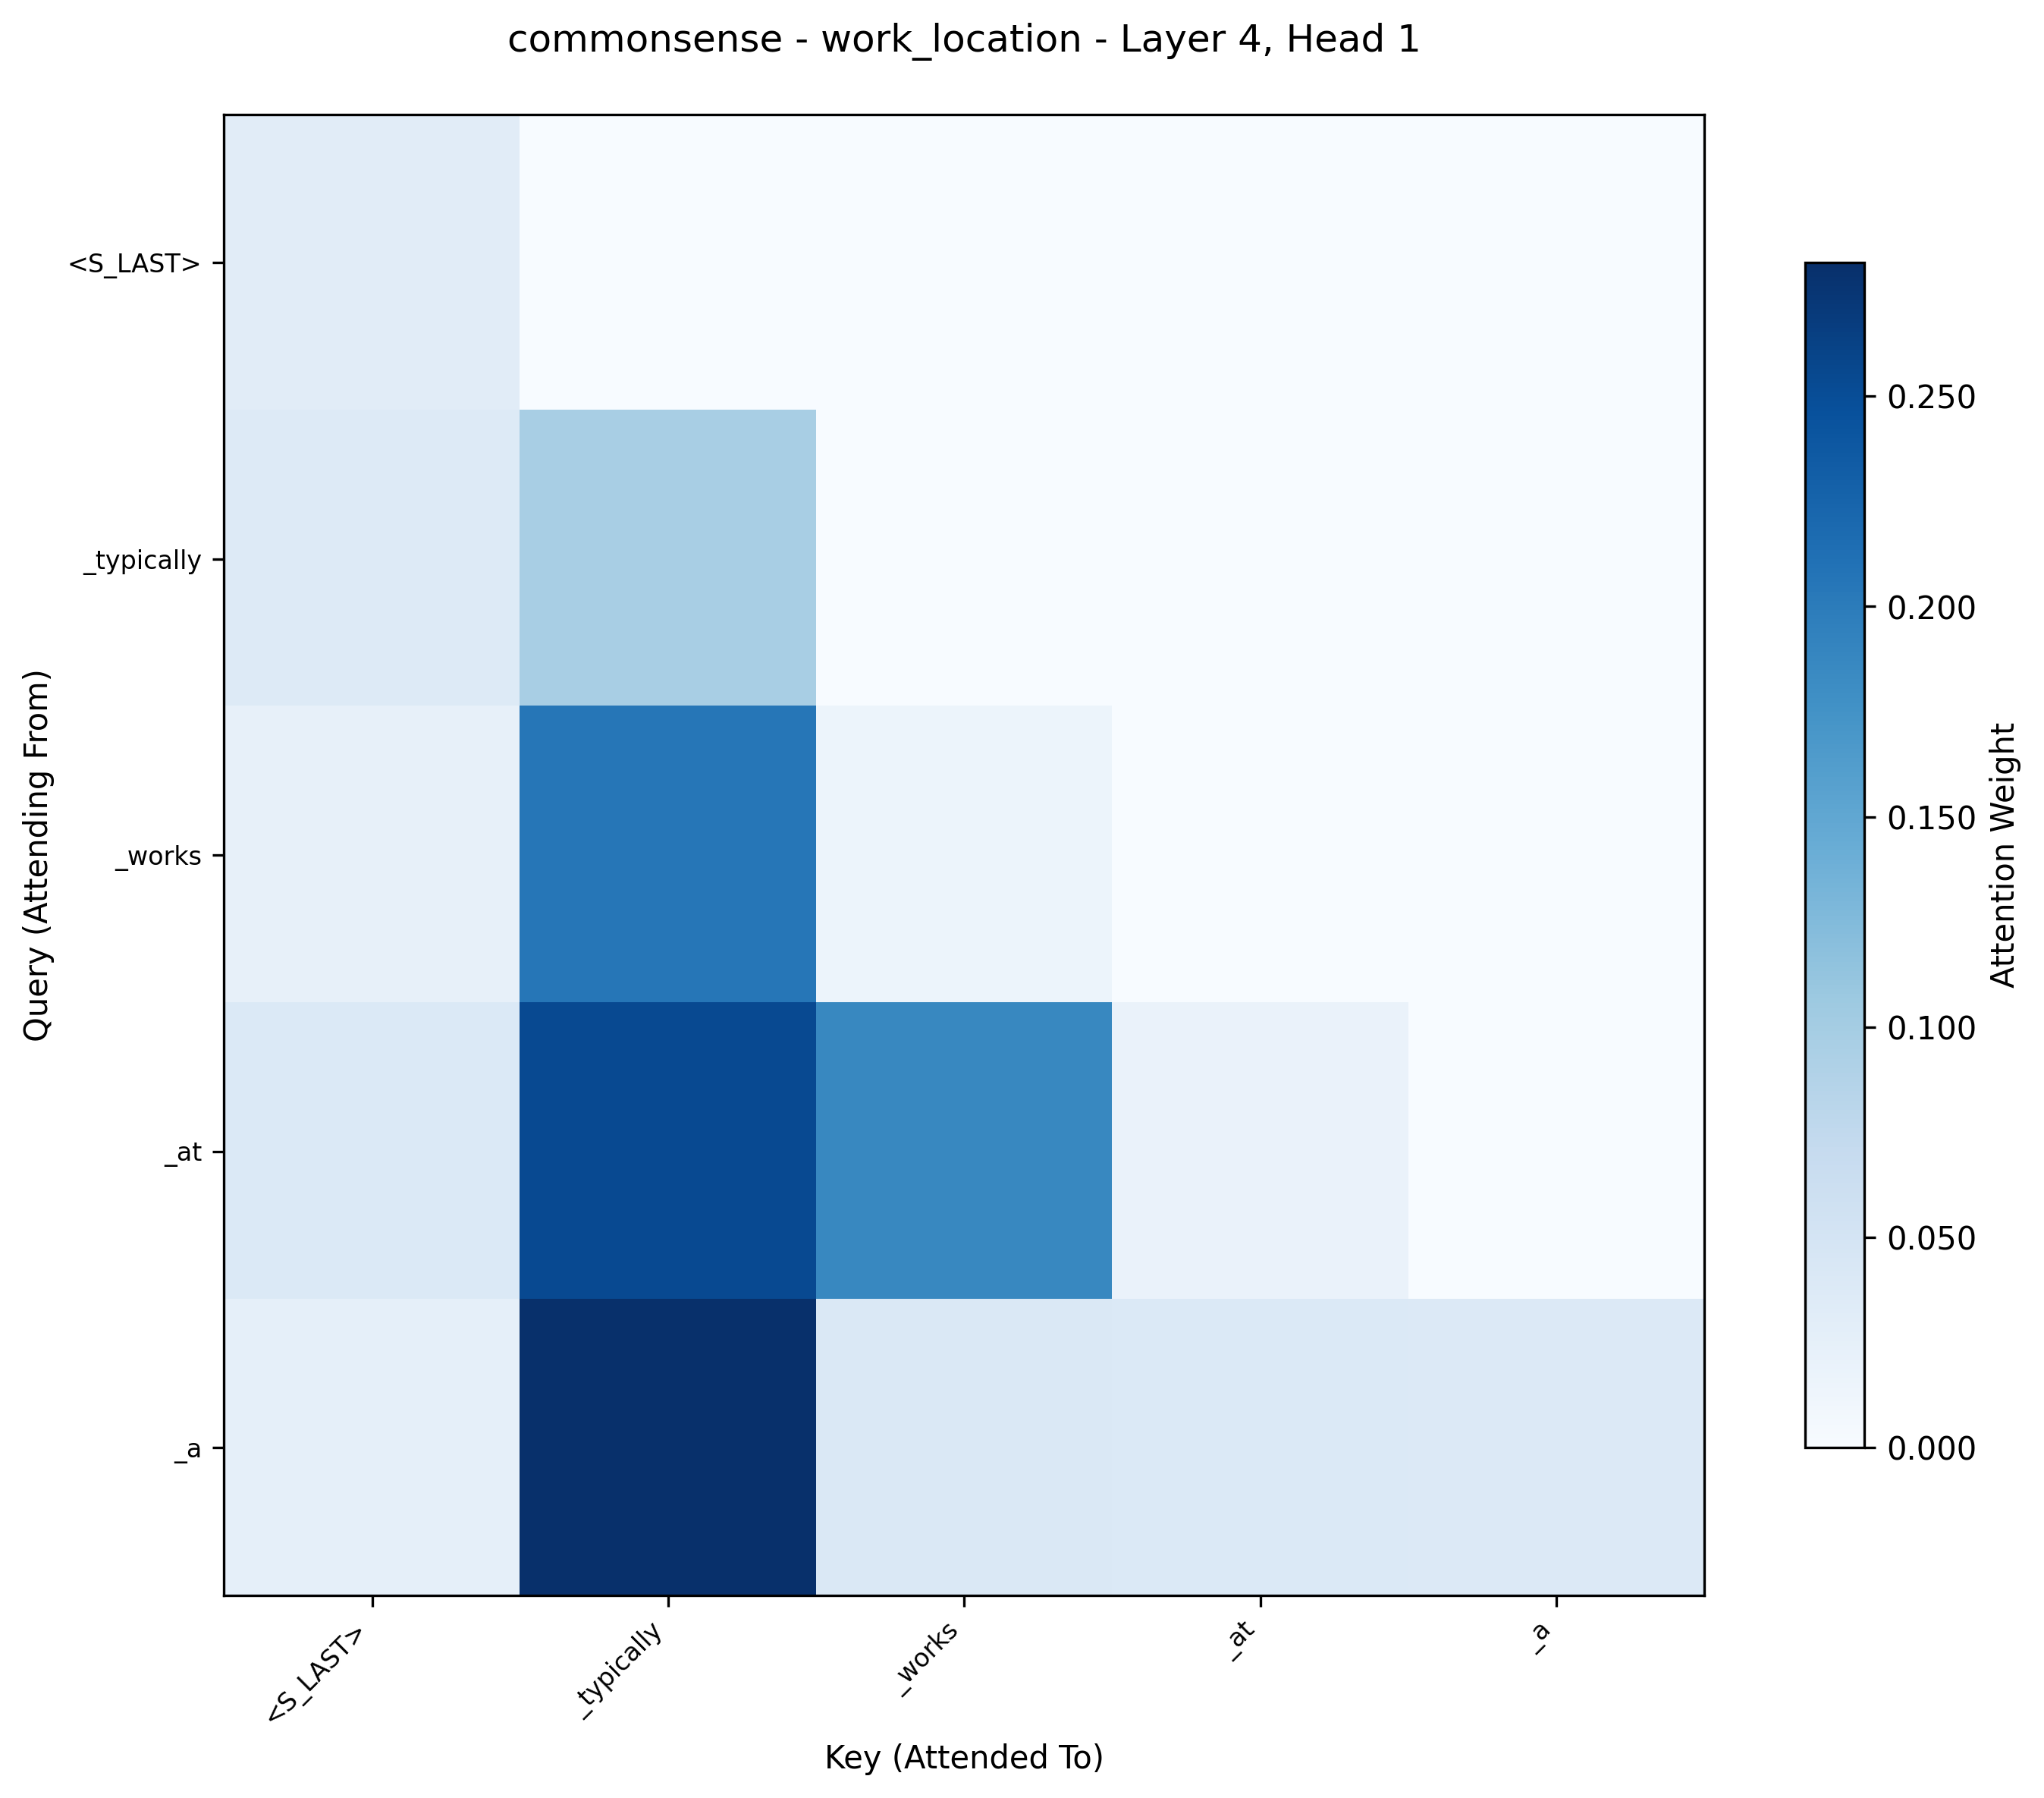 commonsense - work_location - Layer 4, Head 1
Query (Attending From)
<S_LAST>
_typically
_works
_at
_a
<S_LAST>
_typically
_works
_at
_a
Key (Attended To)
0.250
0.200
0.150
0.100
0.050
0.000
Attention Weight